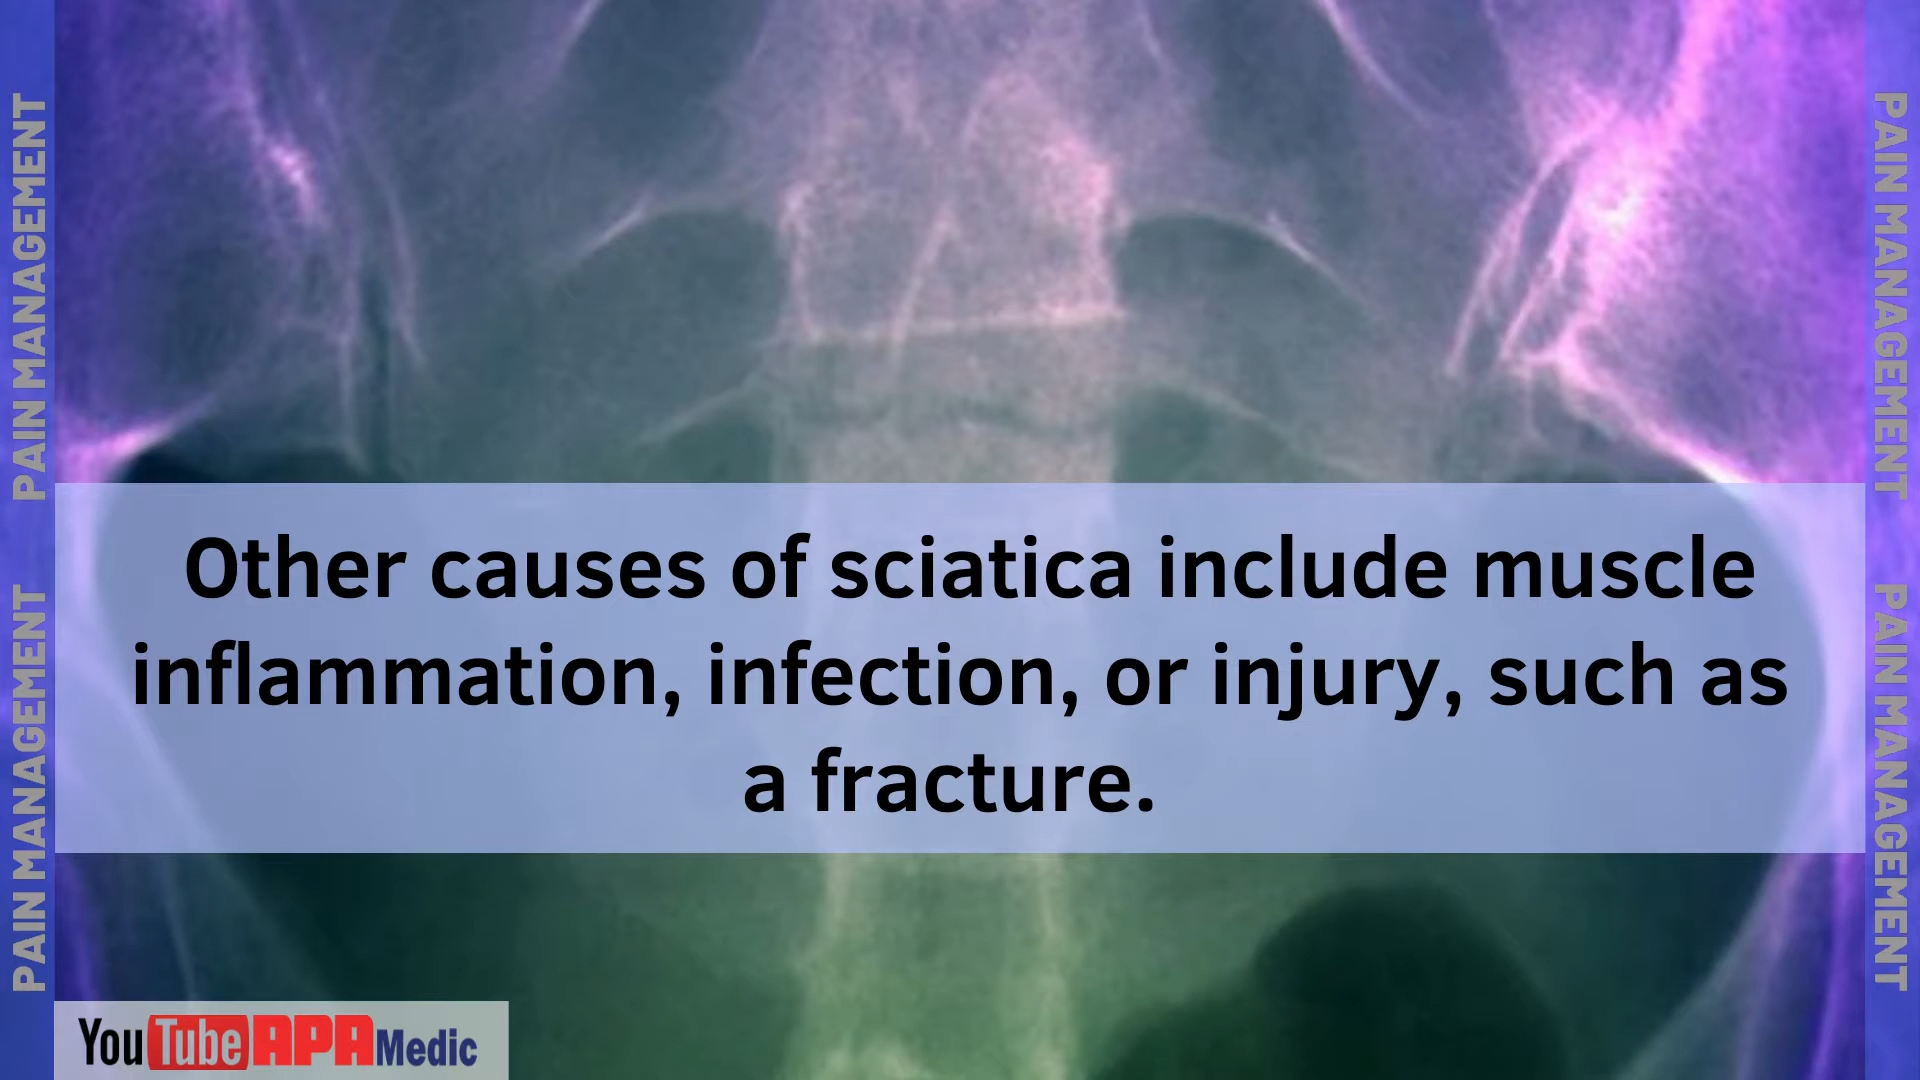 PAIN MANAGEMENT
PAIN MANAGEMENT
Other causes of sciatica include muscle
inflammation, infection, or injury, such as
a fracture.
PAIN MANAGEMENT
PAIN MANAGEMENT
YouTube APA Medic